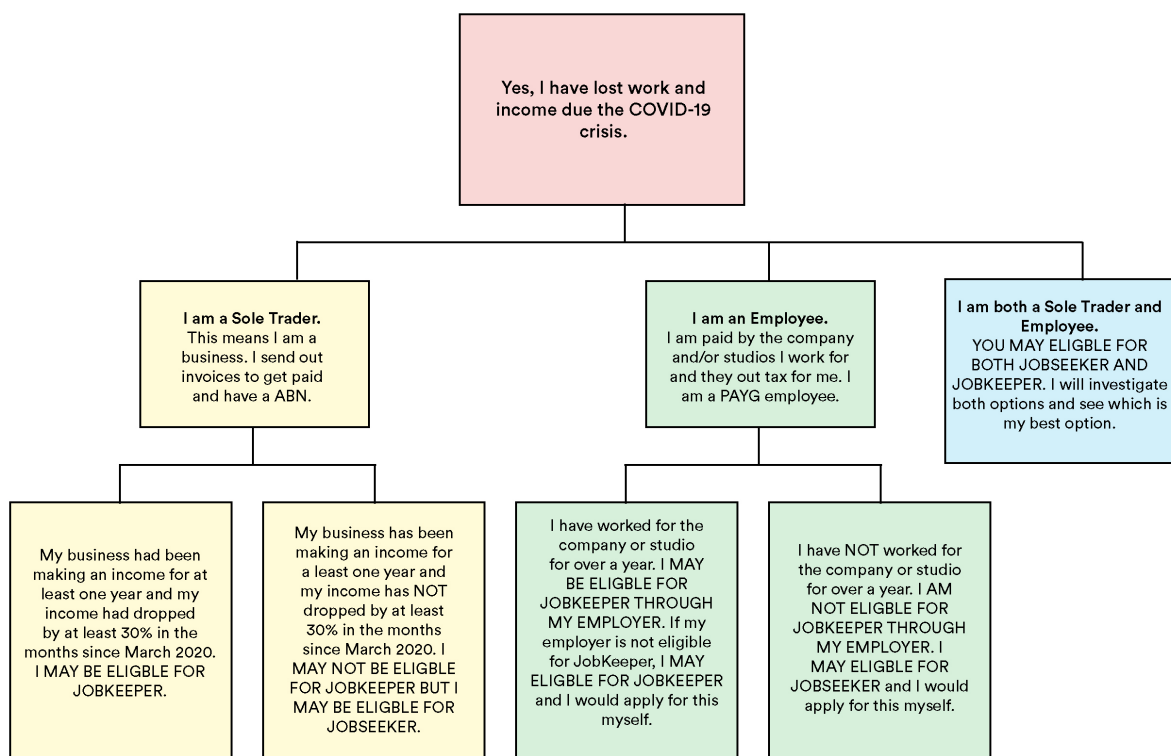 Yes, I have lost work and
income due the COVID-19
crisis.
I am a Sole Trader.
This means I am a
business. I send out
invoices to get paid
and have a ABN.
I am an Employee.
I am paid by the company
and/or studios I work for
and they out tax for me. I
am a PAYG employee.
I am both a Sole Trader and
Employee.
YOU MAY ELIGBLE FOR
BOTH JOBSEEKER AND
JOBKEEPER. I will investigate
both options and see which is
my best option.
My business had been
making an income for at
least one year and my
income had dropped
by at least 30% in the
months since March 2020.
I MAY BE ELIGBLE FOR
JOBKEEPER.
My business has been
making an income for
a least one year and
my income has NOT
dropped by at least
30% in the months
since March 2020. I
MAY NOT BE ELIGBLE
FOR JOBKEEPER BUT I
MAY BE ELIGBLE FOR
JOBSEEKER.
I have worked for the
company or studio
for over a year. I MAY
BE ELIGBLE FOR
JOBKEEPER THROUGH
MY EMPLOYER. If my
employer is not eligible
for JobKeeper, I MAY
ELIGBLE FOR JOBKEEPER
and I would apply for this
myself.
I have NOT worked for
the company or studio
for over a year. I AM
NOT ELIGBLE FOR
JOBKEEPER THROUGH
MY EMPLOYER. I
MAY ELIGBLE FOR
JOBSEEKER and I would
apply for this myself.